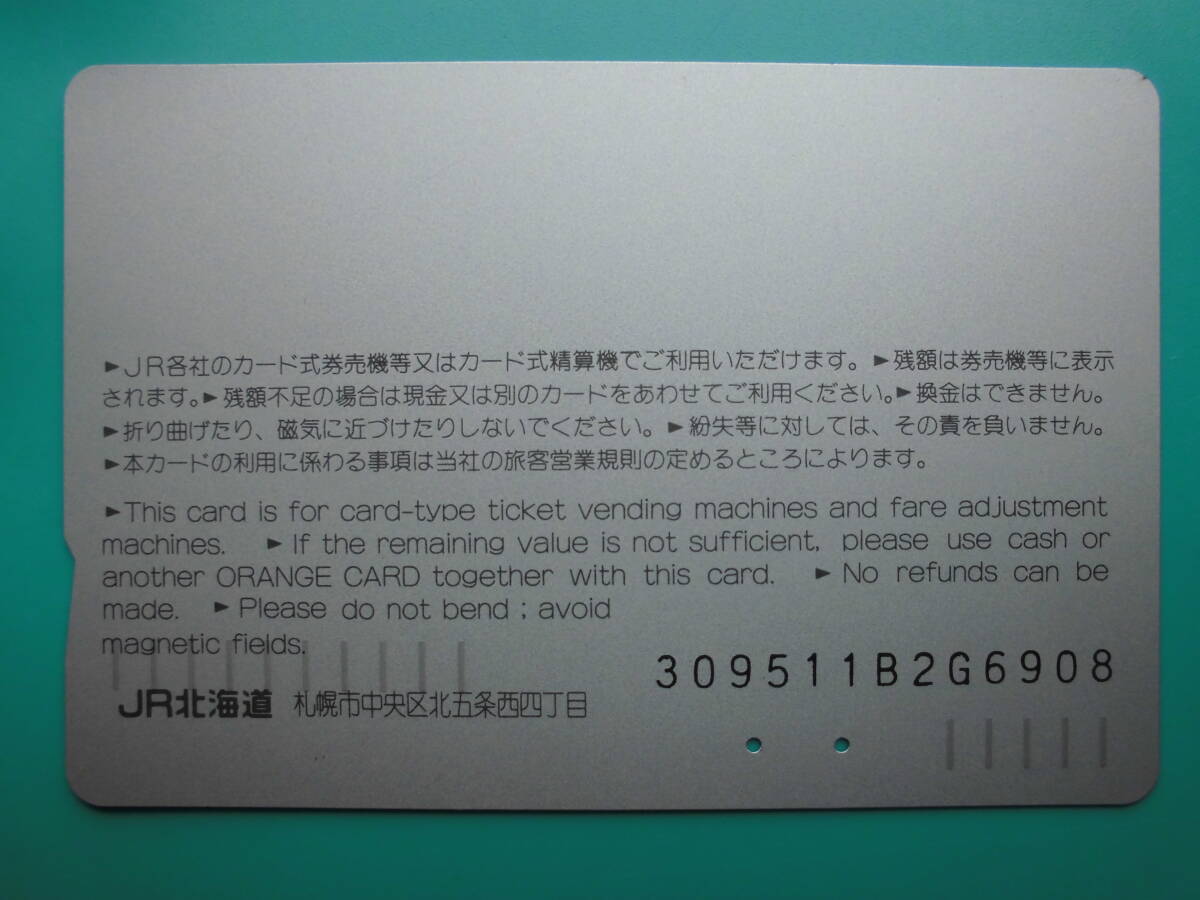 ►JR各社のカード式券売機等又はカード式精算機でご利用いただけます。►残額は券売機等に表示
されます。►残額不足の場合は現金又は別のカードをあわせてご利用ください。►換金はできません。
►折り曲げたり、磁気に近づけたりしないでください。►紛失等に対しては、その責を負いません。
►本カードの利用に係わる事項は当社の旅客営業規則の定めるところによります。
►This card is for card-type ticket vending machines and fare adjustment
machines. ►If the remaining value is not sufficient, please use cash or
another ORANGE CARD together with this card. ►No refunds can be
made. ►Please do not bend ; avoid
magnetic fields.
309511B2G6908
JR北海道 札幌市中央区北五条西四丁目